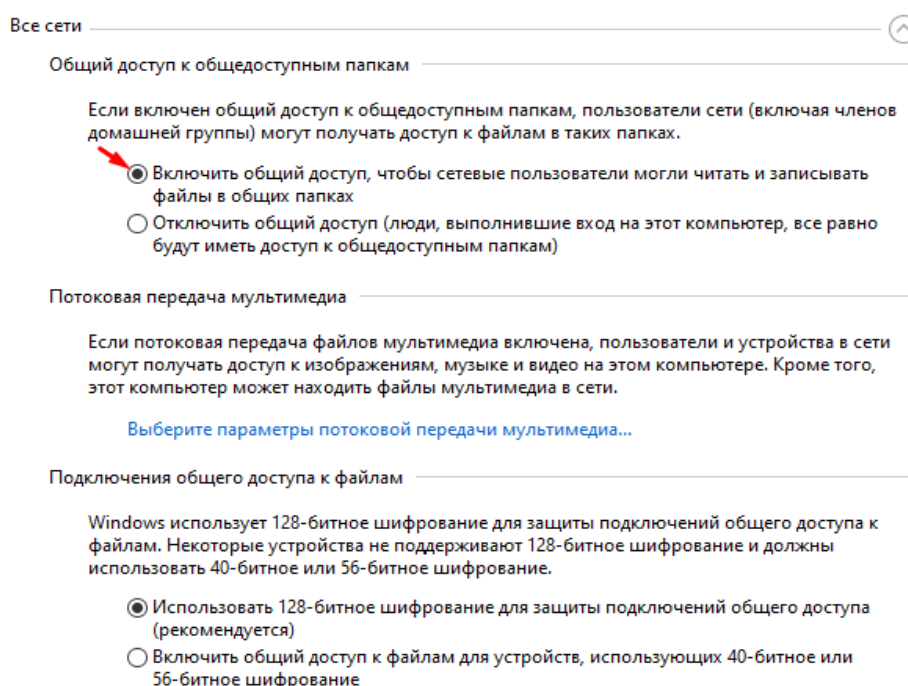 Все сети
Общий доступ к общедоступным папкам
Если включен общий доступ к общедоступным папкам, пользователи сети (включая членов
домашней группы) могут получать доступ к файлам в таких папках.
Включить общий доступ, чтобы сетевые пользователи могли читать и записывать
файлы в общих папках
Отключить общий доступ (люди, выполнившие вход на этот компьютер, все равно
будут иметь доступ к общедоступным папкам)
Потоковая передача мультимедиа
Если потоковая передача файлов мультимедиа включена, пользователи и устройства в сети
могут получать доступ к изображениям, музыке и видео на этом компьютере. Кроме того,
этот компьютер может находить файлы мультимедиа в сети.
Выберите параметры потоковой передачи мультимедиа...
Подключения общего доступа к файлам
Windows использует 128-битное шифрование для защиты подключений общего доступа к
файлам. Некоторые устройства не поддерживают 128-битное шифрование и должны
использовать 40-битное или 56-битное шифрование.
Использовать 128-битное шифрование для защиты подключений общего доступа
(рекомендуется)
Включить общий доступ к файлам для устройств, использующих 40-битное или
56-битное шифрование